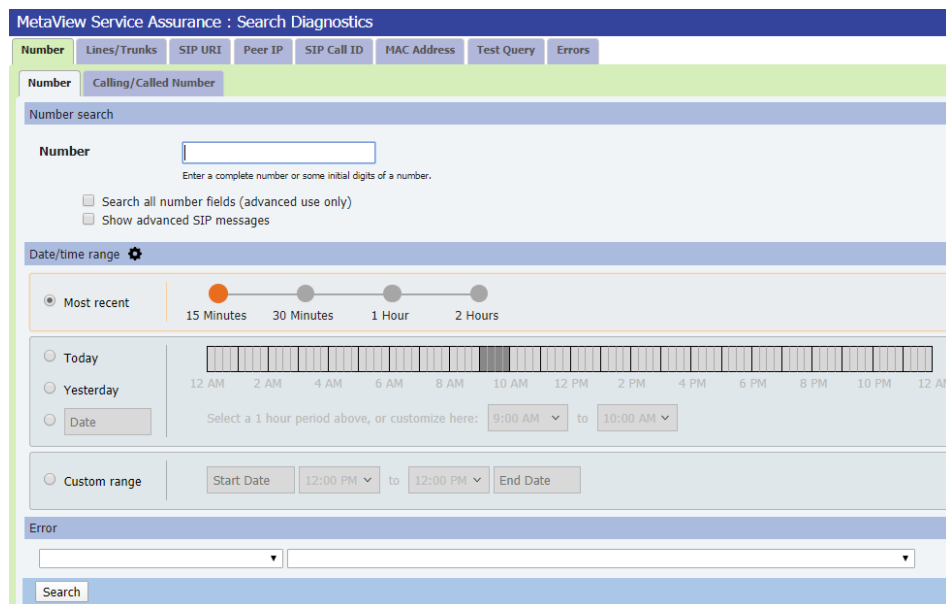 MetaView Service Assurance : Search Diagnostics
Number Lines/Trunks SIP URI Peer IP SIP Call ID MAC Address Test Query Errors
Number Calling/Called Number
Number search
Number
Enter a complete number or some initial digits of a number.
Search all number fields (advanced use only)
Show advanced SIP messages
Date/time range
Most recent
15 Minutes 30 Minutes 1 Hour 2 Hours
Today
12 AM 2 AM 4 AM 6 AM 8 AM 10 AM 12 PM 2 PM 4 PM 6 PM 8 PM 10 PM 12 AM
Yesterday
Date
Select a 1 hour period above, or customize here: 9:00 AM to 10:00 AM
Custom range Start Date 12:00 PM to 12:00 PM End Date
Error
Search